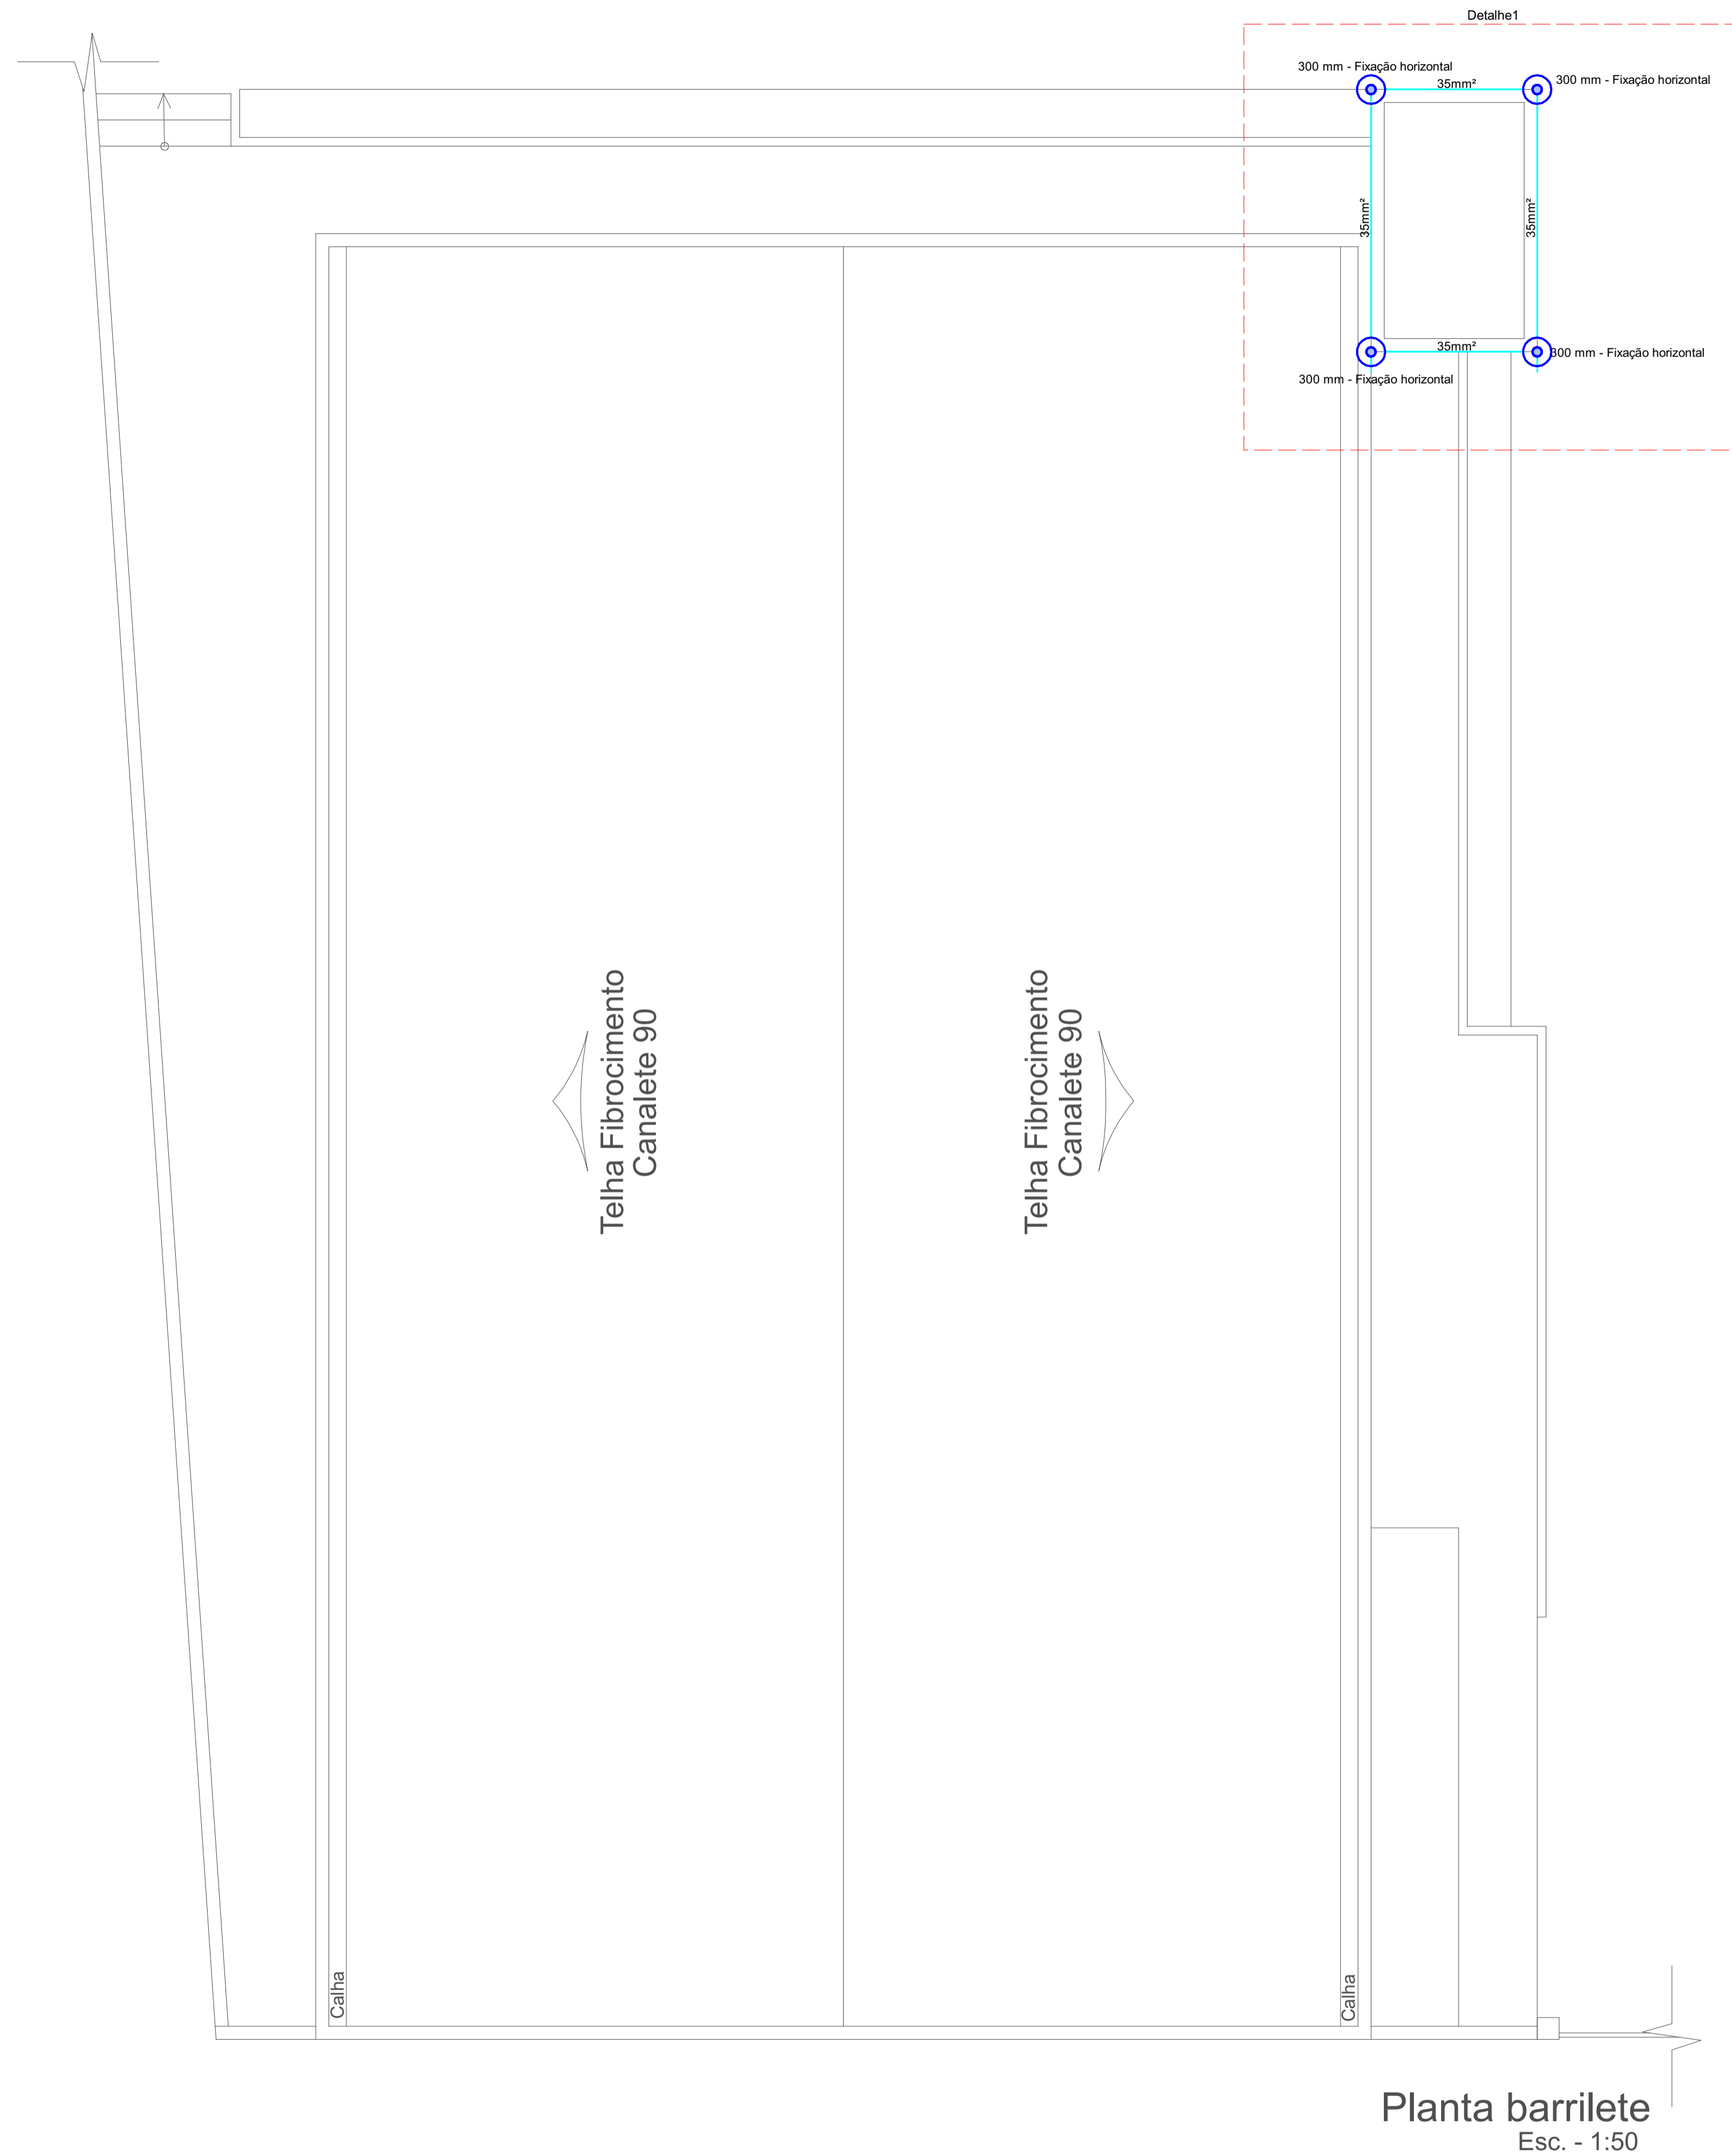 Detalhe1
300 mm - Fixação horizontal
300 mm - Fixação horizontal
35mm²
35mm²
35mm²
35mm²
300 mm - Fixação horizontal
300 mm - Fixação horizontal
Telha Fibrocimento
Canalete 90
Telha Fibrocimento
Canalete 90
Calha
Calha
Planta barrilete
Esc. - 1:50